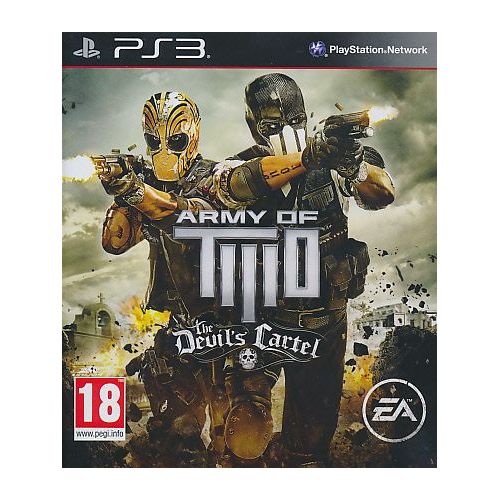 PS3
PlayStation®Network
ARMY OF
TWO
The
Devil's Cartel
18
www.pegi.info
EA